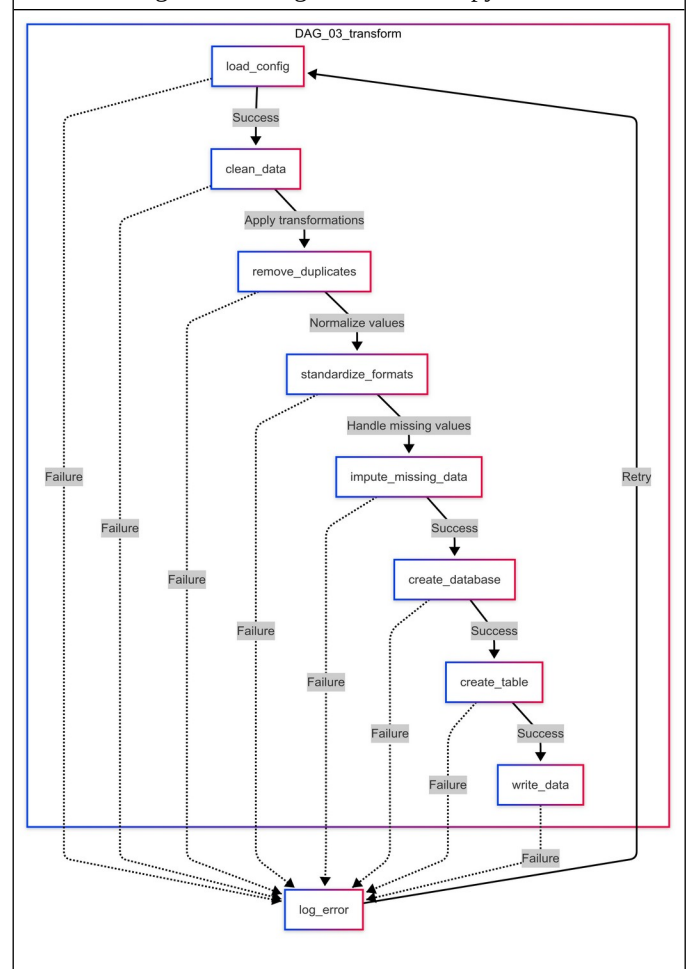 DAG_03_transform
load_config
Success
clean_data
Apply transformations
remove_duplicates
Normalize values
standardize_formats
Handle missing values
impute_missing_data
Failure
Retry
Failure
Success
Failure
create_database
Failure
Success
Failure
create_table
Failure
Success
Failure
write_data
Failure
log_error